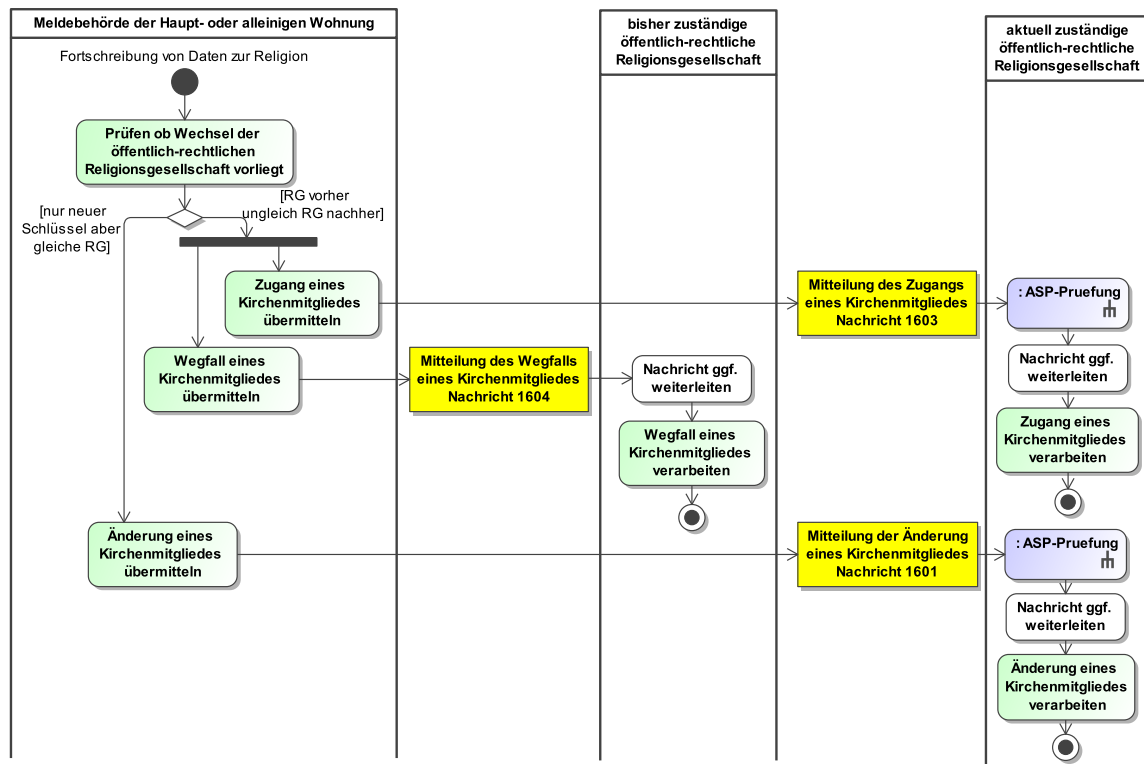 Meldebehörde der Haupt- oder alleinigen Wohnung
bisher zuständige
öffentlich-rechtliche
Religionsgesellschaft
aktuell zuständige
öffentlich-rechtliche
Religionsgesellschaft
Fortschreibung von Daten zur Religion
Prüfen ob Wechsel der
öffentlich-rechtlichen
Religionsgesellschaft vorliegt
[nur neuer
Schlüssel aber
gleiche RG]
[RG vorher
ungleich RG nachher]
Zugang eines
Kirchenmitgliedes
übermitteln
Mitteilung des Zugangs
eines Kirchenmitgliedes
Nachricht 1603
: ASP-Pruefung
Nachricht ggf.
weiterleiten
Zugang eines
Kirchenmitgliedes
verarbeiten
Wegfall eines
Kirchenmitgliedes
übermitteln
Mitteilung des Wegfalls
eines Kirchenmitgliedes
Nachricht 1604
Nachricht ggf.
weiterleiten
Wegfall eines
Kirchenmitgliedes
verarbeiten
Änderung eines
Kirchenmitgliedes
übermitteln
Mitteilung der Änderung
eines Kirchenmitgliedes
Nachricht 1601
: ASP-Pruefung
Nachricht ggf.
weiterleiten
Änderung eines
Kirchenmitgliedes
verarbeiten